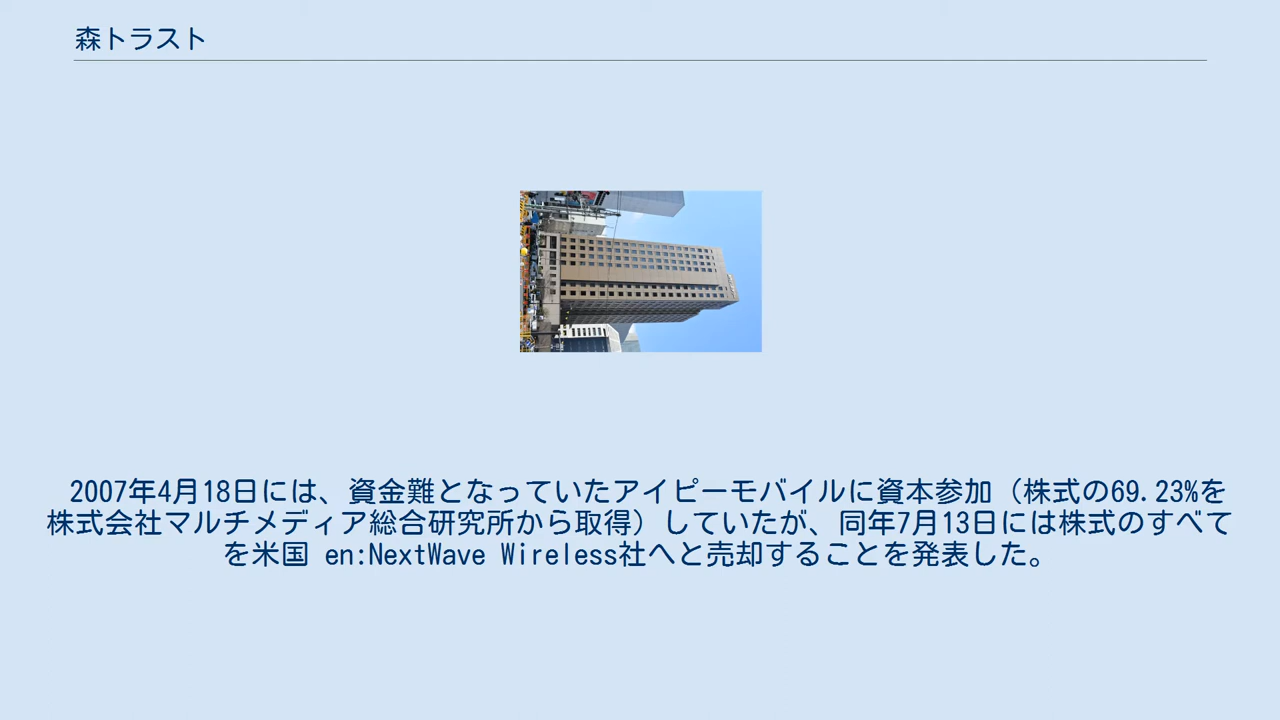 森トラスト
2007年4月18日には、資金難となっていたアイピーモバイルに資本参加（株式の69.23%を
株式会社マルチメディア総合研究所から取得）していたが、同年7月13日には株式のすべて
を米国 en:NextWave Wireless社へと売却することを発表した。